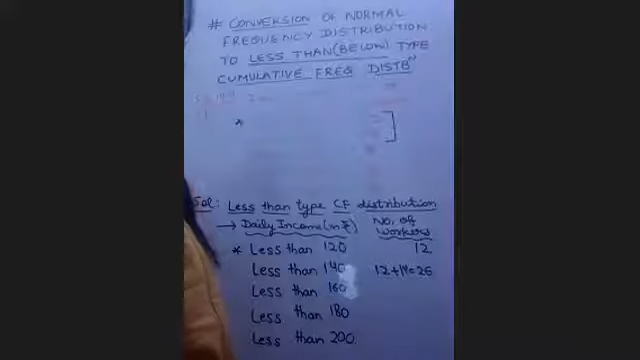 # CONVERSION OF NORMAL
FREQUENCY DISTRIBUTION
TO LESS THAN (BELOW) TYPE
CUMULATIVE FREQ DISTBⁿ
*
Sol: Less than type CF distribution
→ Daily Income (in ₹) No. of workers
* Less than 120 12
Less than 140 12+14=26
Less than 160
Less than 180
Less than 200